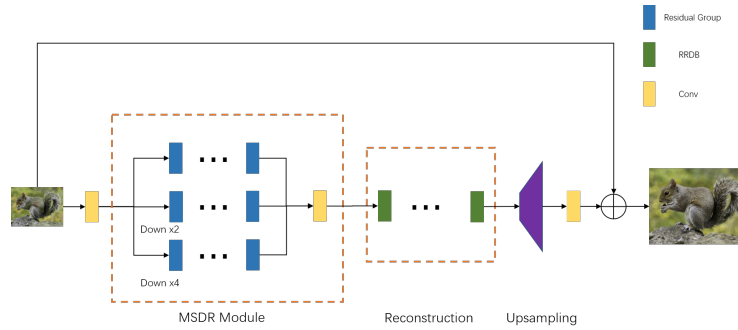 Residual Group
RRDB
Conv
Down x2
Down x4
MSDR Module
Reconstruction
Upsampling